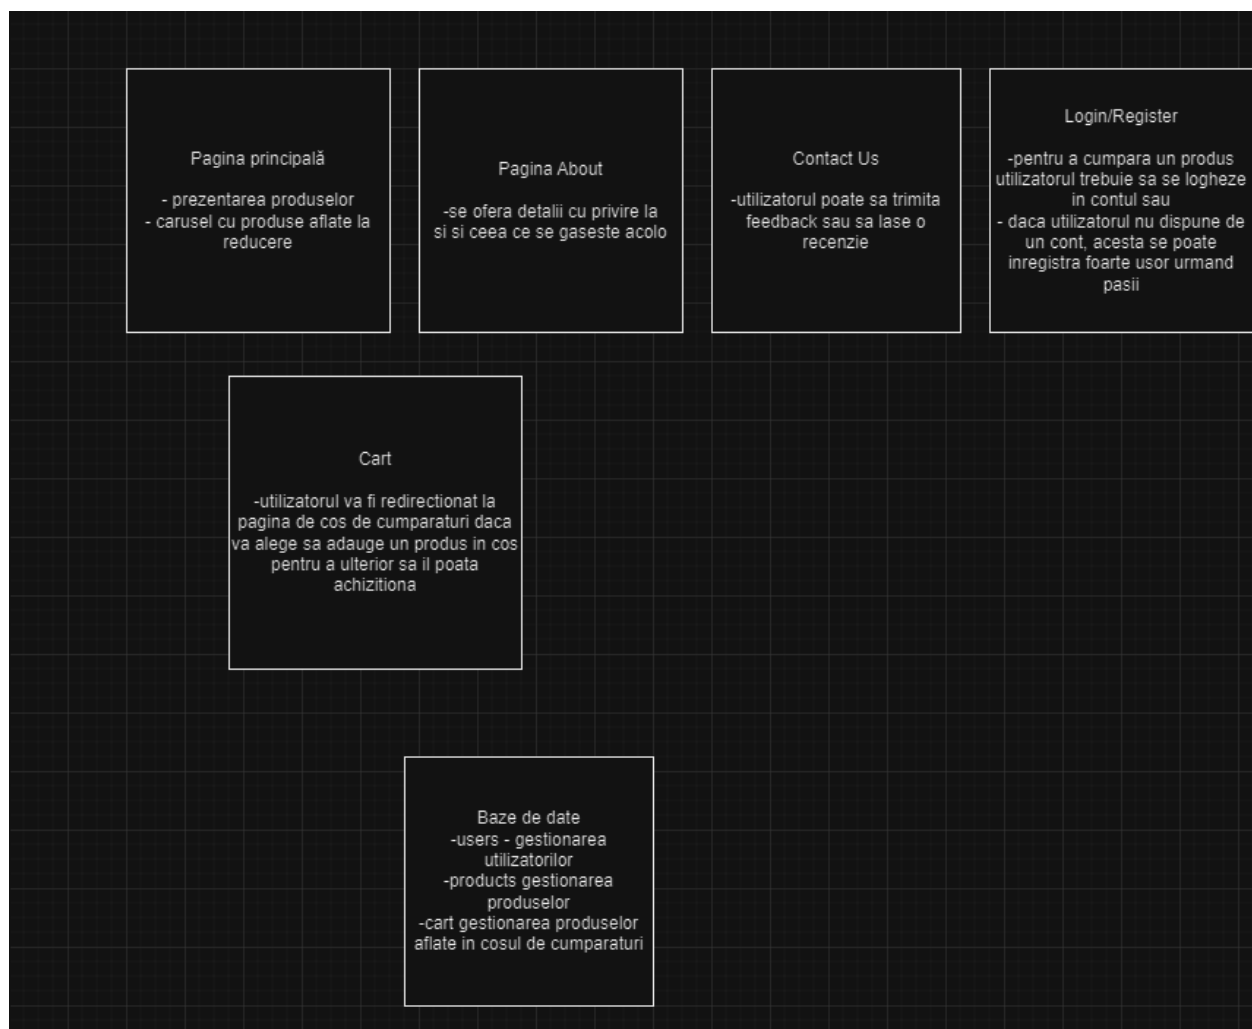 Pagina principală
- prezentarea produselor
- carusel cu produse aflate la
reducere
Pagina About
-se ofera detalii cu privire la
si si ceea ce se gaseste acolo
Contact Us
-utilizatorul poate sa trimita
feedback sau sa lase o
recenzie
Login/Register
-pentru a cumpara un produs
utilizatorul trebuie sa se logheze
in contul sau
- daca utilizatorul nu dispune de
un cont, acesta se poate
inregistra foarte usor urmand
pasii
Cart
-utilizatorul va fi redirectionat la
pagina de cos de cumparaturi daca
va alege sa adauge un produs in cos
pentru a ulterior sa il poata
achizitiona
Baze de date
-users - gestionarea
utilizatorilor
-products gestionarea
produselor
-cart gestionarea produselor
aflate in cosul de cumparaturi